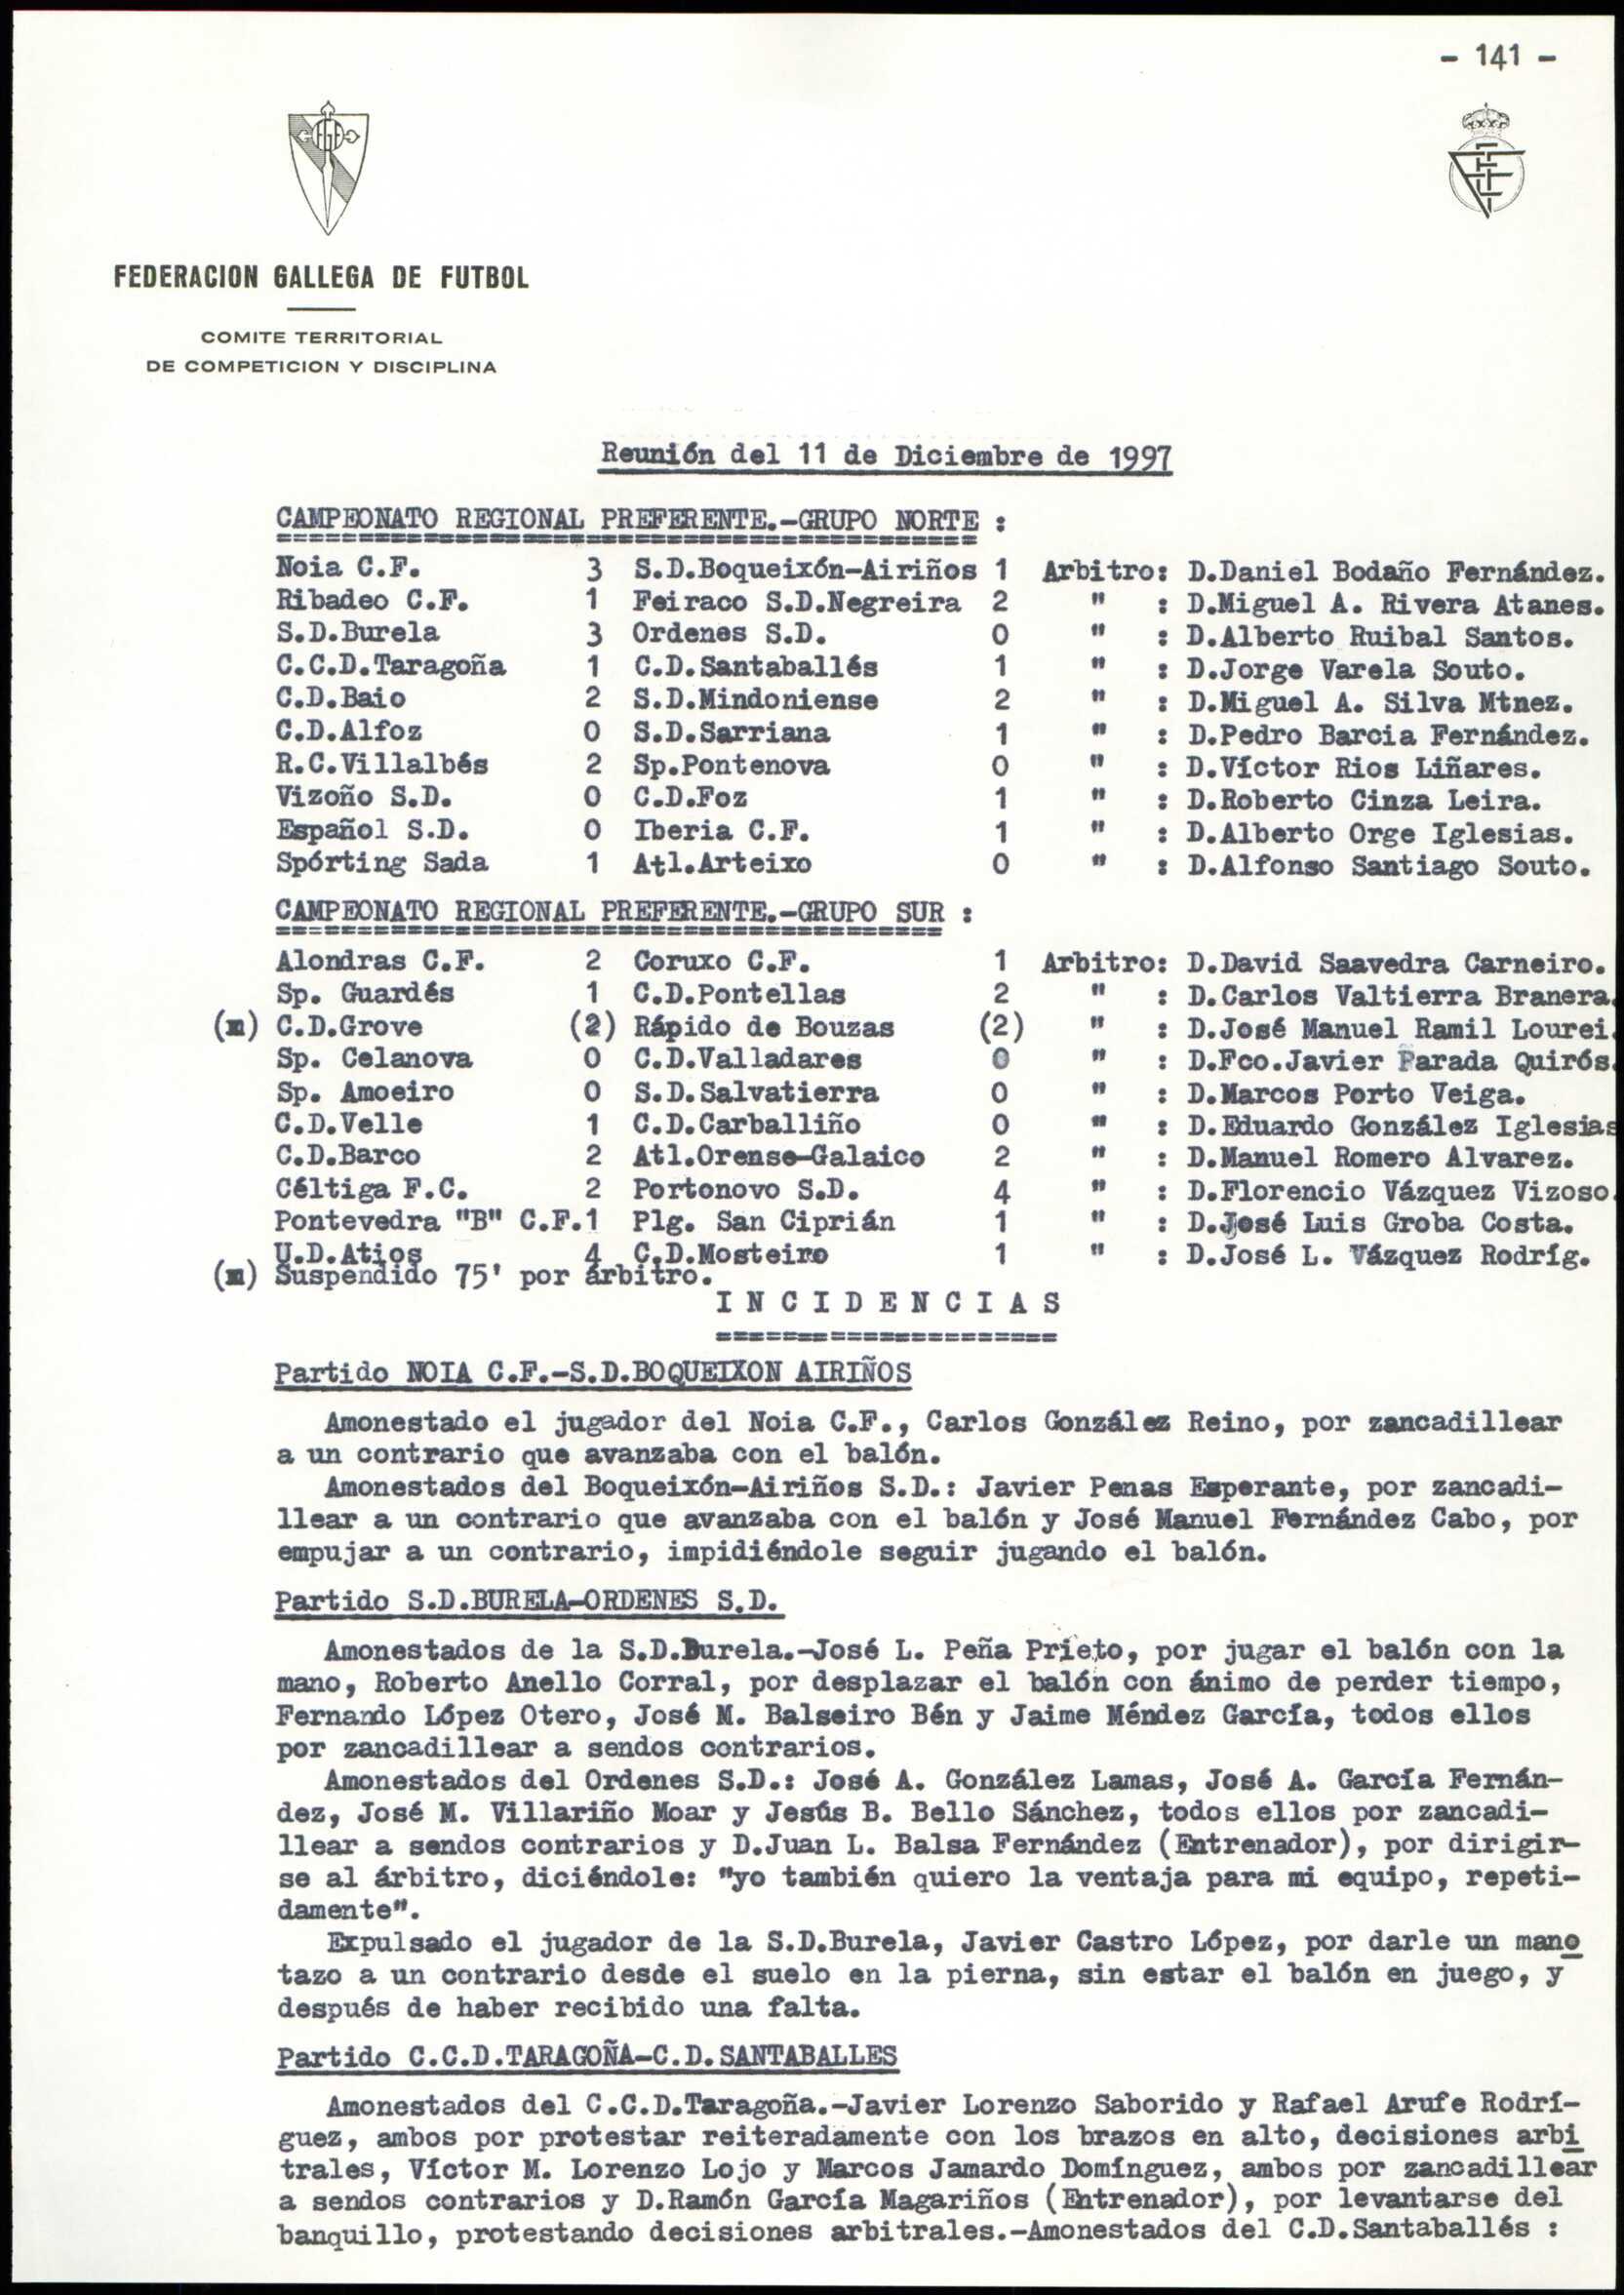 - 141 -
FEDERACION GALLEGA DE FUTBOL
COMITE TERRITORIAL
DE COMPETICION Y DISCIPLINA
Reunión del 11 de Diciembre de 1997
CAMPEONATO REGIONAL PREFERENTE.-GRUPO NORTE :
Noia C.F. 3 S.D.Boqueixón-Airiños 1 Arbitro: D.Daniel Bodaño Fernández.
Ribadeo C.F. 1 Feiraco S.D.Negreira 2 " : D.Miguel A. Rivera Atanes.
S.D.Burela 3 Ordenes S.D. 0 " : D.Alberto Ruibal Santos.
C.C.D.Taragoña 1 C.D.Santaballés 1 " : D.Jorge Varela Souto.
C.D.Baio 2 S.D.Mindoniense 2 " : D.Miguel A. Silva Mtnez.
C.D.Alfoz 0 S.D.Sarriana 1 " : D.Pedro Barcia Fernández.
R.C.Villalbés 2 Sp.Pontenova 0 " : D.Víctor Rios Liñares.
Vizoño S.D. 0 C.D.Foz 1 " : D.Roberto Cinza Leira.
Español S.D. 0 Iberia C.F. 1 " : D.Alberto Orge Iglesias.
Spórting Sada 1 Atl.Arteixo 0 " : D.Alfonso Santiago Souto.
CAMPEONATO REGIONAL PREFERENTE.-GRUPO SUR :
Alondras C.F. 2 Coruxo C.F. 1 Arbitro: D.David Saavedra Carneiro.
Sp. Guardés 1 C.D.Pontellas 2 " : D.Carlos Valtierra Branera.
(m) C.D.Grove (2) Rápido de Bouzas (2) " : D.José Manuel Ramil Lourei.
Sp. Celanova 0 C.D.Valladares 0 " : D.Fco.Javier Parada Quirós.
Sp. Amoeiro 0 S.D.Salvatierra 0 " : D.Marcos Porto Veiga.
C.D.Velle 1 C.D.Carballiño 0 " : D.Eduardo González Iglesias
C.D.Barco 2 Atl.Orense-Galaico 2 " : D.Manuel Romero Alvarez.
Céltiga F.C. 2 Portonovo S.D. 4 " : D.Florencio Vázquez Vizoso.
Pontevedra "B" C.F.1 Plg. San Ciprián 1 " : D.José Luis Groba Costa.
U.D.Atios 4 C.D.Mosteiro 1 " : D.José L. Vázquez Rodríg.
(m) Suspendido 75' por árbitro.
I N C I D E N C I A S
Partido NOIA C.F.-S.D.BOQUEIXON AIRIÑOS
Amonestado el jugador del Noia C.F., Carlos González Reino, por zancadillear
a un contrario que avanzaba con el balón.
Amonestados del Boqueixón-Airiños S.D.: Javier Penas Esperante, por zancadi-
llear a un contrario que avanzaba con el balón y José Manuel Fernández Cabo, por
empujar a un contrario, impidiéndole seguir jugando el balón.
Partido S.D.BURELA-ORDENES S.D.
Amonestados de la S.D.Burela.-José L. Peña Prieto, por jugar el balón con la
mano, Roberto Anello Corral, por desplazar el balón con ánimo de perder tiempo,
Fernando López Otero, José M. Balseiro Bén y Jaime Méndez García, todos ellos
por zancadillear a sendos contrarios.
Amonestados del Ordenes S.D.: José A. González Lamas, José A. García Fernán-
dez, José M. Villariño Moar y Jesús B. Bello Sánchez, todos ellos por zancadi-
llear a sendos contrarios y D.Juan L. Balsa Fernández (Entrenador), por dirigir-
se al árbitro, diciéndole: "yo también quiero la ventaja para mi equipo, repeti-
damente".
Expulsado el jugador de la S.D.Burela, Javier Castro López, por darle un mano
tazo a un contrario desde el suelo en la pierna, sin estar el balón en juego, y
después de haber recibido una falta.
Partido C.C.D.TARAGOÑA-C.D.SANTABALLES
Amonestados del C.C.D.Taragoña.-Javier Lorenzo Saborido y Rafael Arufe Rodrí-
guez, ambos por protestar reiteradamente con los brazos en alto, decisiones arbi
trales, Víctor M. Lorenzo Lojo y Marcos Jamardo Domínguez, ambos por zancadillear
a sendos contrarios y D.Ramón García Magariños (Entrenador), por levantarse del
banquillo, protestando decisiones arbitrales.-Amonestados del C.D.Santaballés :